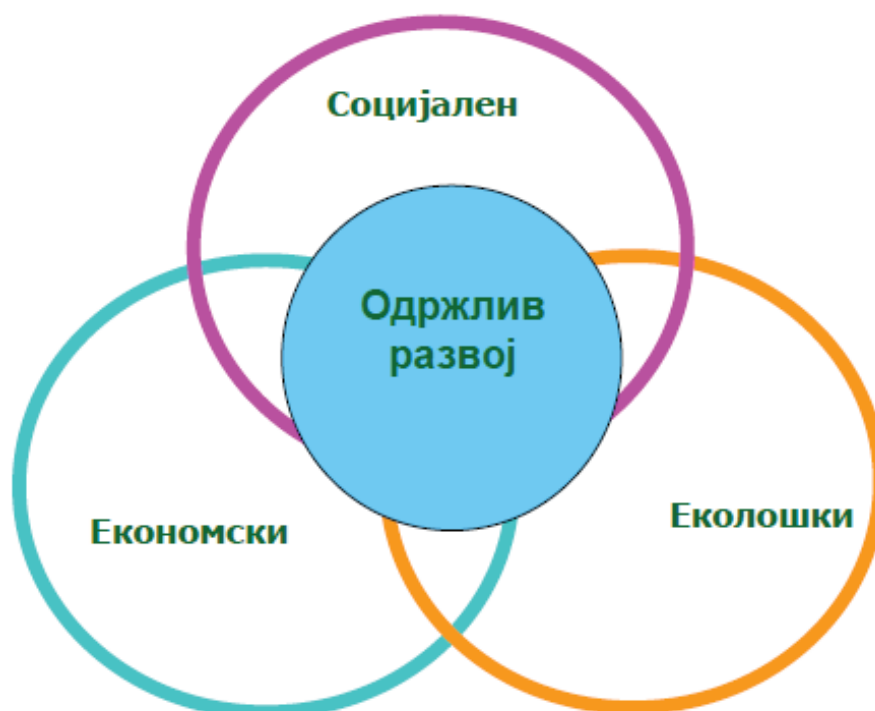 Социјален
Одржлив
развој
Економски
Еколошки